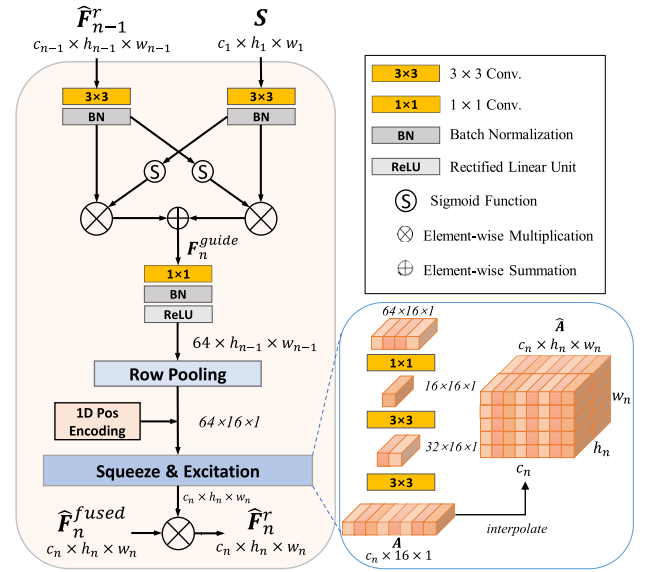 F̂ʳₙ₋₁
cₙ₋₁ × hₙ₋₁ × wₙ₋₁
S
c₁ × h₁ × w₁
3×3
BN
3×3
BN
S
S
F_n^{guide}
1×1
BN
ReLU
64 × hₙ₋₁ × wₙ₋₁
Row Pooling
1D Pos
Encoding
64×16×1
Squeeze & Excitation
cₙ × hₙ × wₙ
F̂_n^{fused}
cₙ × hₙ × wₙ
F̂ʳₙ
cₙ × hₙ × wₙ
3×3 3 × 3 Conv.
1×1 1 × 1 Conv.
BN Batch Normalization
ReLU Rectified Linear Unit
S Sigmoid Function
Element-wise Multiplication
Element-wise Summation
64×16×1
1×1
16×16×1
3×3
32×16×1
3×3
A
cₙ × 16 × 1
interpolate
Â
cₙ × hₙ × wₙ
wₙ
hₙ
cₙ